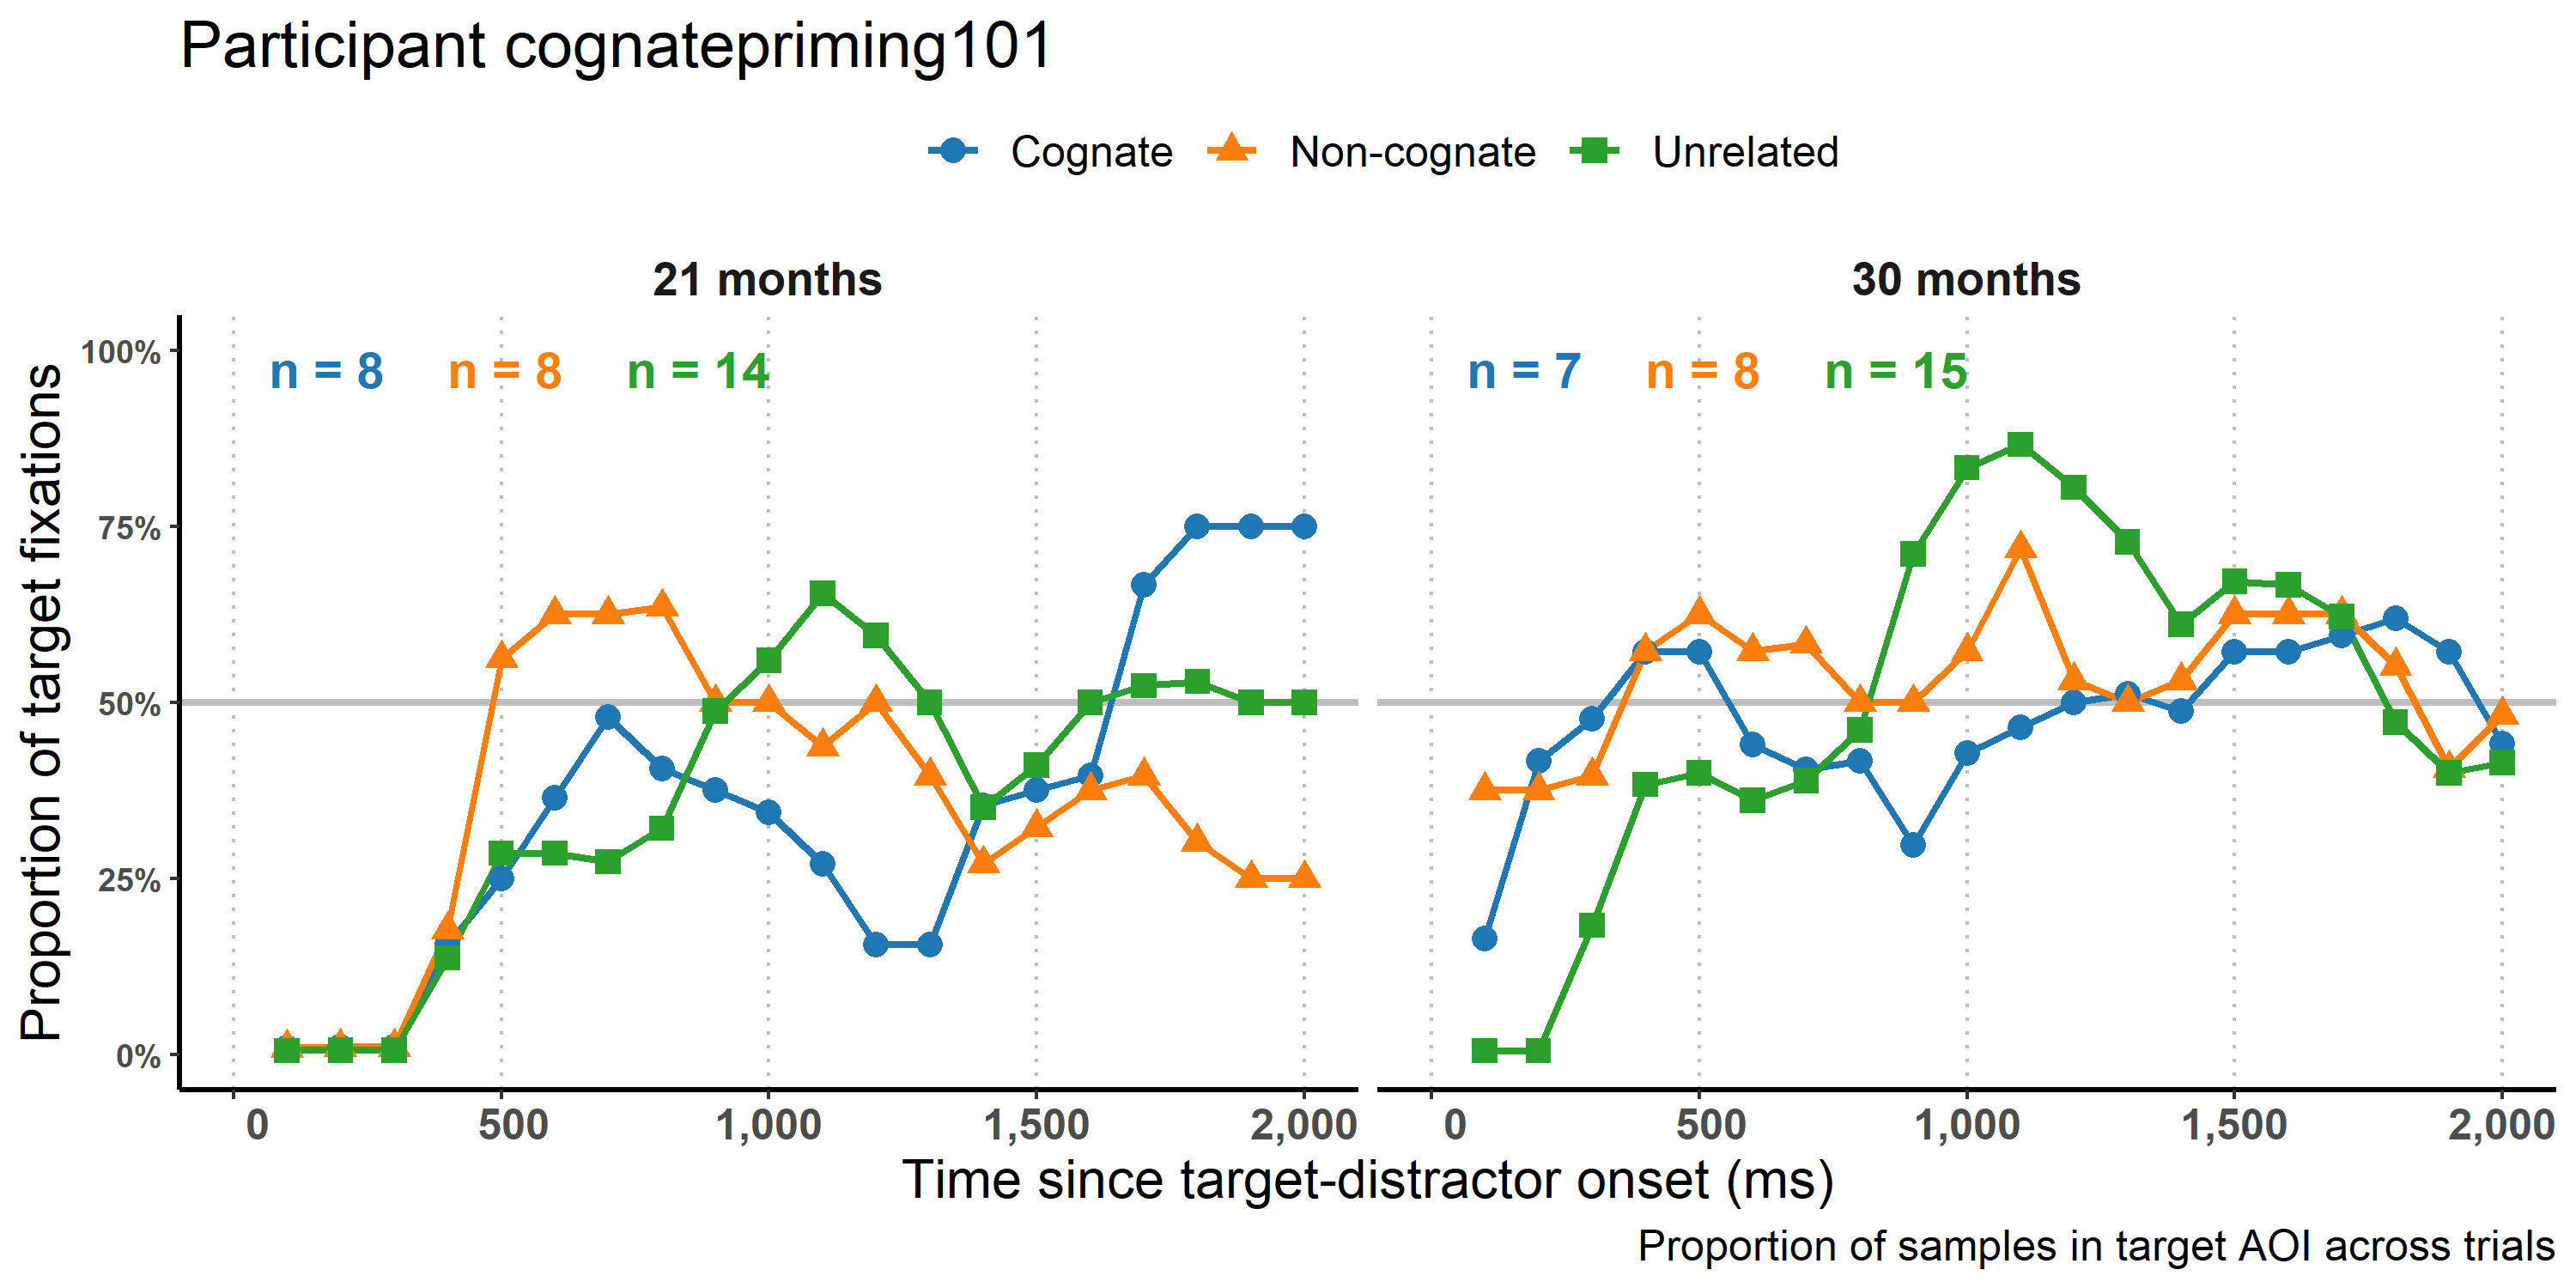 Participant cognatepriming101
Cognate Non-cognate Unrelated
21 months 30 months
n = 8 n = 8 n = 14 n = 7 n = 8 n = 15
100%
75%
50%
25%
0%
Proportion of target fixations
0 500 1,000 1,500 2,000 0 500 1,000 1,500 2,000
Time since target-distractor onset (ms)
Proportion of samples in target AOI across trials